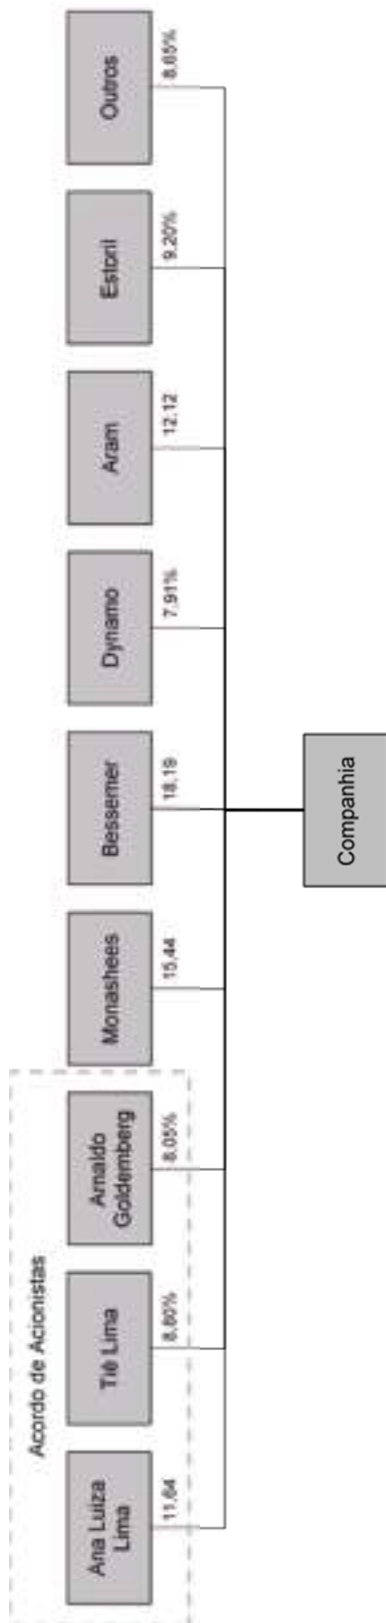 Acordo de Acionistas
Ana Luiza
Lima
Tiê Lima
Arnaldo
Goldemberg
Monashees
Bessemer
Dynamo
Aram
Estoril
Outros
11,64
8,80%
8,05%
15,44
18,19
7,91%
12,12
9,20%
8,65%
Companhia